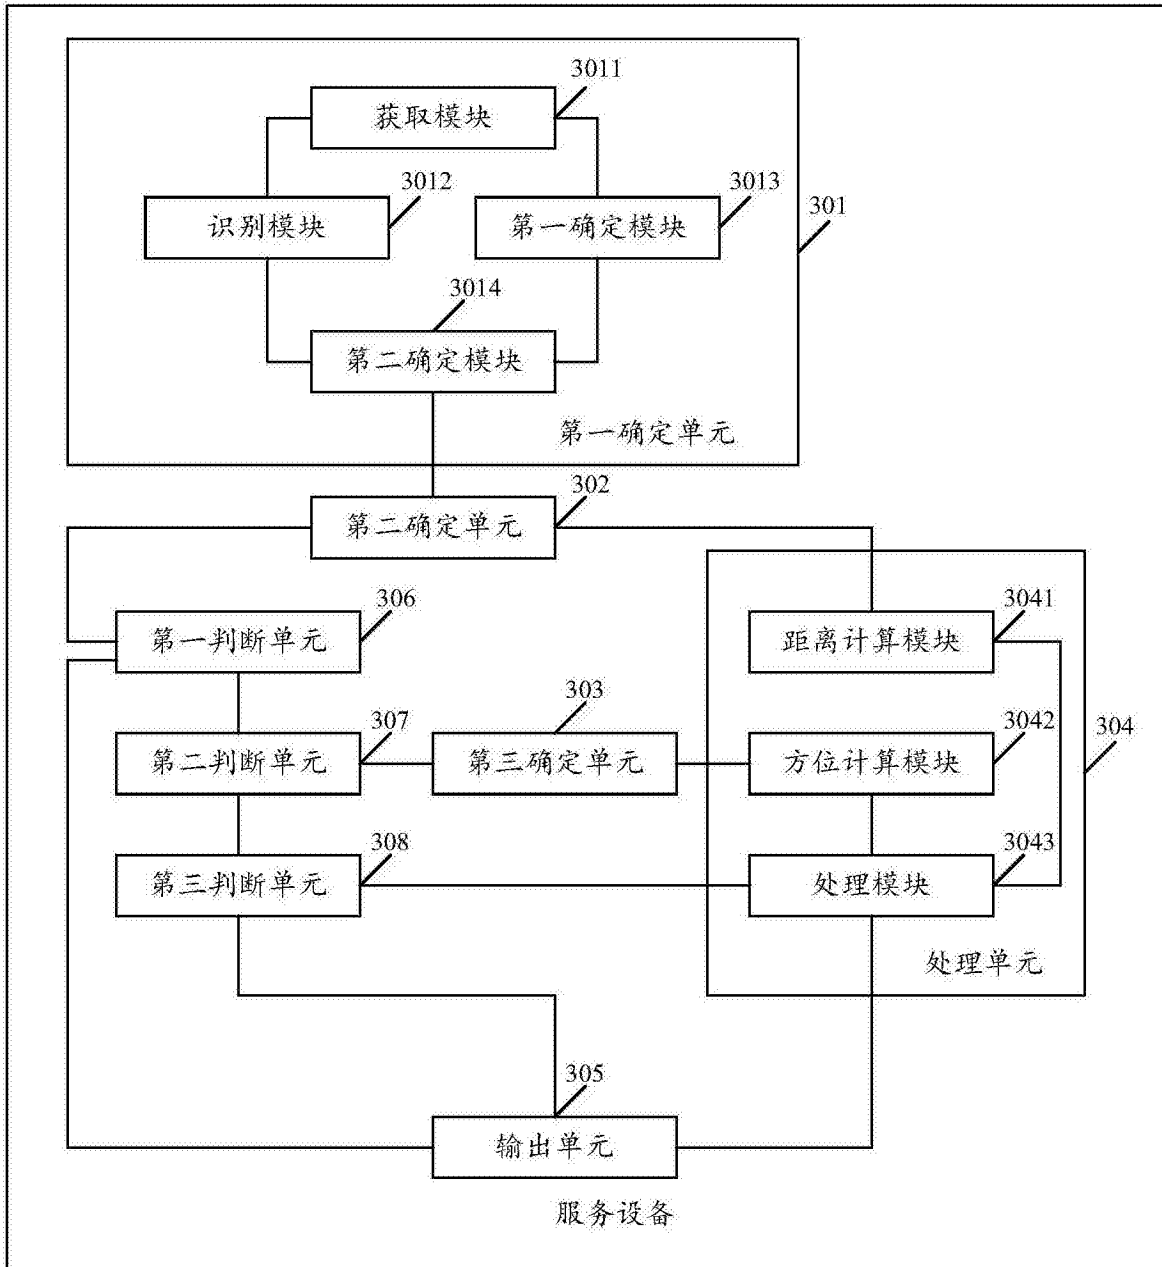 3011
获取模块
3012
识别模块
3013
第一确定模块
301
3014
第二确定模块
第一确定单元
302
第二确定单元
306
第一判断单元
3041
距离计算模块
307
第二判断单元
303
第三确定单元
3042
方位计算模块
304
308
第三判断单元
3043
处理模块
处理单元
305
输出单元
服务设备